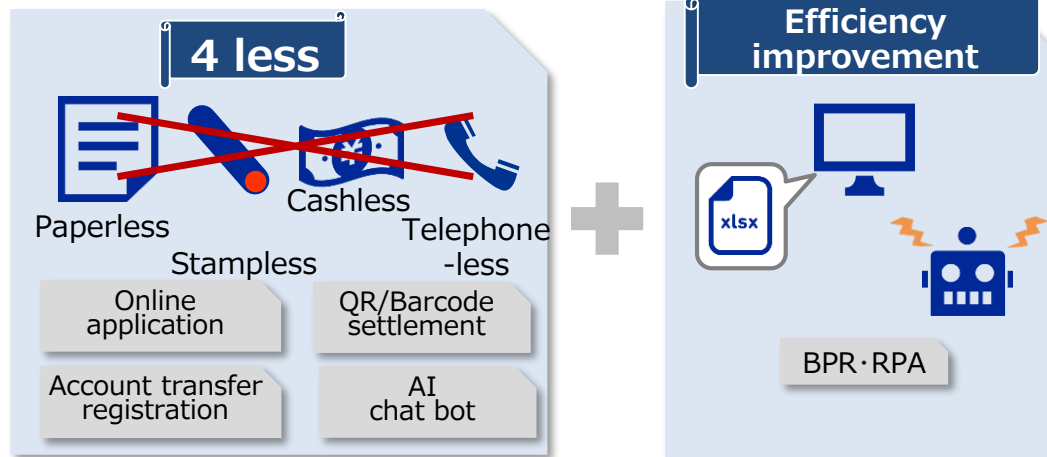 4 less
Paperless
Stampless
Cashless
Telephone
-less
Online
application
QR/Barcode
settlement
Account transfer
registration
AI
chat bot
Efficiency
improvement
xlsx
BPR･RPA